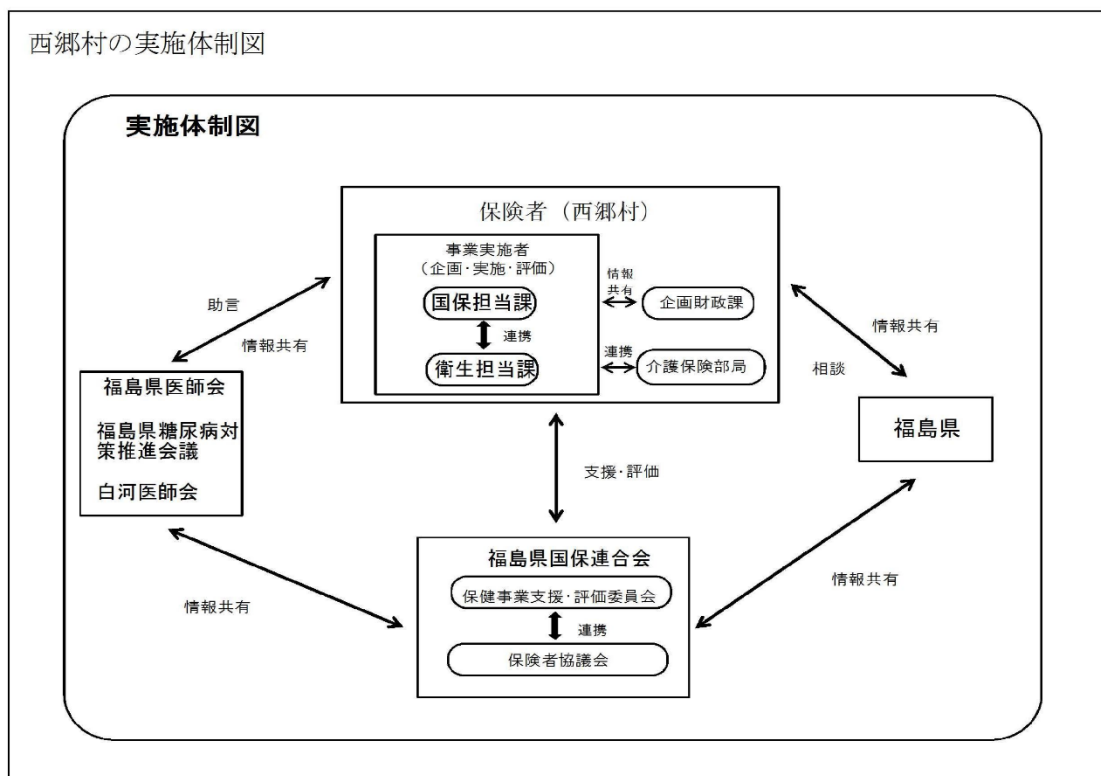 西郷村の実施体制図
実施体制図
保険者（西郷村）
事業実施者
（企画・実施・評価）
国保担当課
連携
衛生担当課
情報
共有
企画財政課
連携
介護保険部局
助言
情報共有
福島県医師会
福島県糖尿病対
策推進会議
白河医師会
情報共有
相談
福島県
支援・評価
福島県国保連合会
保健事業支援・評価委員会
連携
保険者協議会
情報共有
情報共有